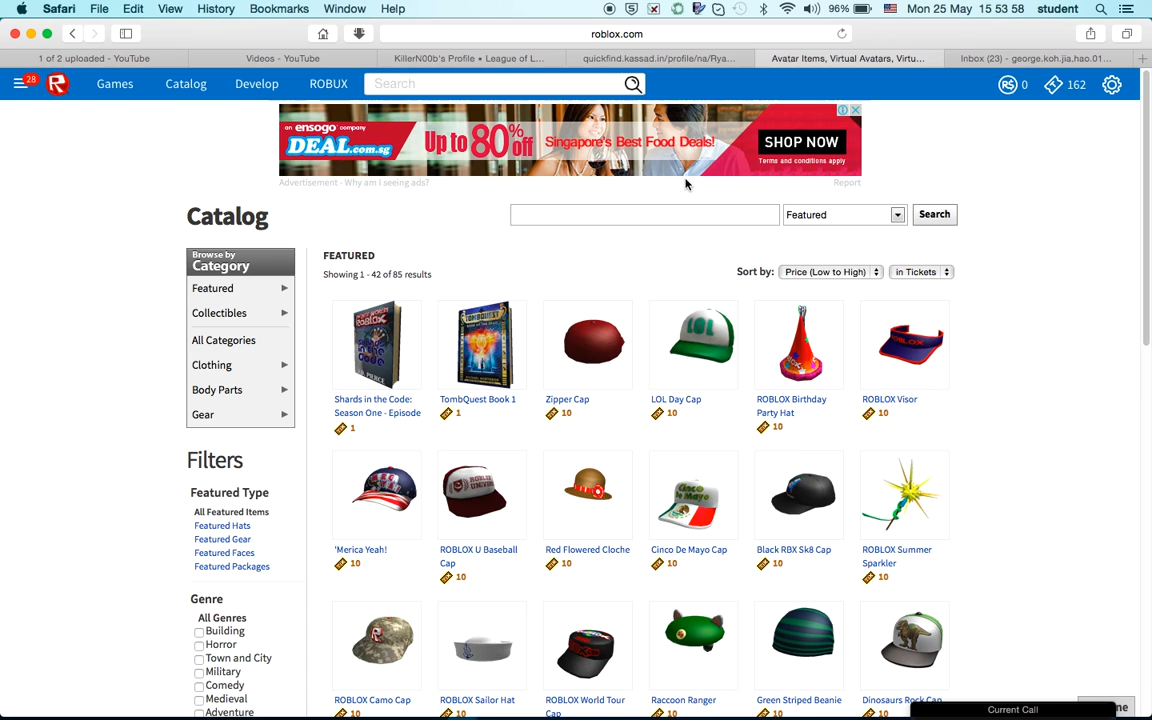 Safari File Edit View History Bookmarks Window Help 96% Mon 25 May 15 53 58 student
roblox.com
1 of 2 uploaded - YouTube Videos - YouTube KillerN00b's Profile • League of L... quickfind.kassad.in/profile/na/Rya... Avatar Items, Virtual Avatars, Virtu... Inbox (23) - george.koh.jia.hao.01...
28 R Games Catalog Develop ROBUX Search R$ 0 162
an ensogo company
DEAL.com.sg
Up to 80% off
Singapore's Best Food Deals!
SHOP NOW
Terms and conditions apply
Advertisement - Why am I seeing ads? Report
Catalog
Featured Search
Browse by
Category
Featured
Collectibles
All Categories
Clothing
Body Parts
Gear
FEATURED
Showing 1 - 42 of 85 results
Sort by: Price (Low to High) in Tickets
Shards in the Code: Season One - Episode
1
TombQuest Book 1
1
Zipper Cap
10
LOL Day Cap
10
ROBLOX Birthday Party Hat
10
ROBLOX Visor
10
'Merica Yeah!
10
ROBLOX U Baseball Cap
10
Red Flowered Cloche
10
Cinco De Mayo Cap
10
Black RBX Sk8 Cap
10
ROBLOX Summer Sparkler
10
ROBLOX Camo Cap
10
ROBLOX Sailor Hat
10
ROBLOX World Tour Cap
Raccoon Ranger
10
Green Striped Beanie
10
Dinosaurs Rock Cap
10
Filters
Featured Type
All Featured Items
Featured Hats
Featured Gear
Featured Faces
Featured Packages
Genre
All Genres
Building
Horror
Town and City
Military
Comedy
Medieval
Adventure
Current Call